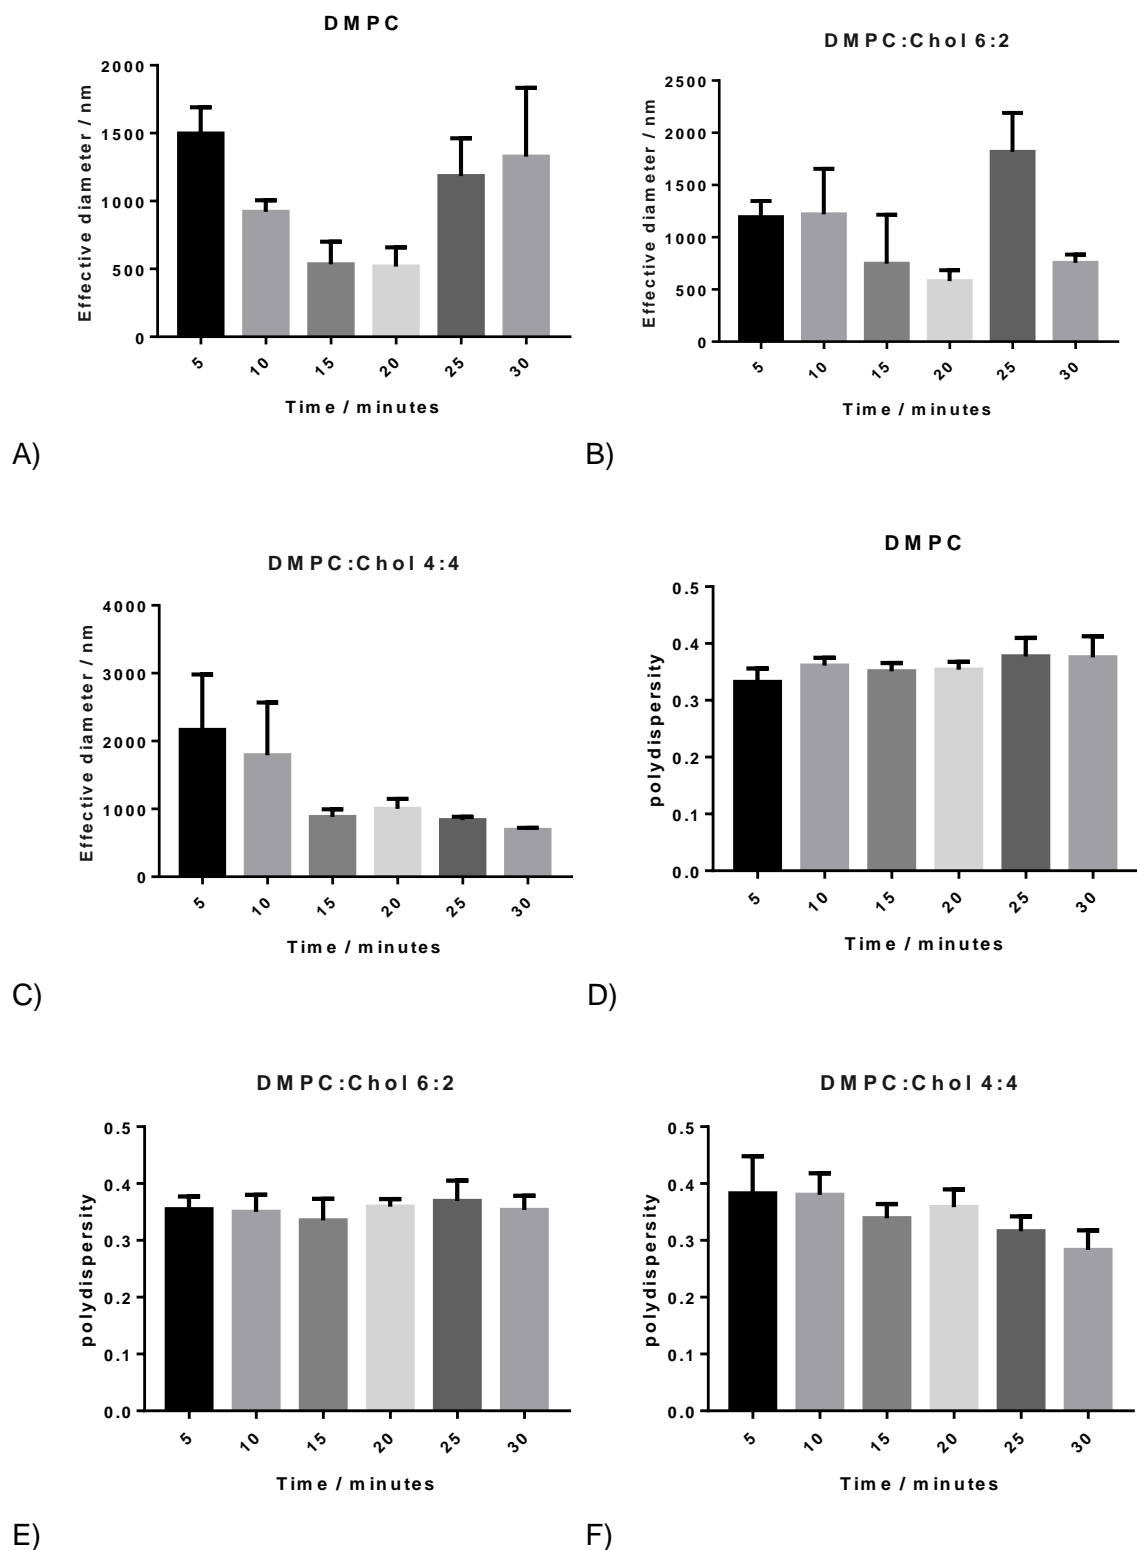 DMPC
Effective diameter / nm
2000
1500
1000
500
0
5 10 15 20 25 30
Time / minutes
A)
DMPC:Chol 6:2
Effective diameter / nm
2500
2000
1500
1000
500
0
5 10 15 20 25 30
Time / minutes
B)
DMPC:Chol 4:4
Effective diameter / nm
4000
3000
2000
1000
0
5 10 15 20 25 30
Time / minutes
C)
DMPC
polydispersity
0.5
0.4
0.3
0.2
0.1
0.0
5 10 15 20 25 30
Time / minutes
D)
DMPC:Chol 6:2
polydispersity
0.5
0.4
0.3
0.2
0.1
0.0
5 10 15 20 25 30
Time / minutes
E)
DMPC:Chol 4:4
polydispersity
0.5
0.4
0.3
0.2
0.1
0.0
5 10 15 20 25 30
Time / minutes
F)